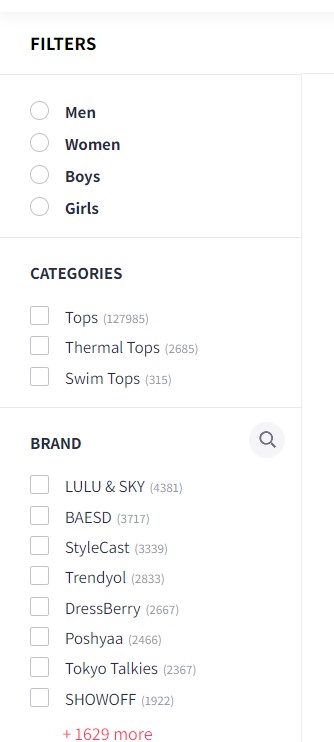 FILTERS
Men
Women
Boys
Girls
CATEGORIES
Tops (127985)
Thermal Tops (2685)
Swim Tops (315)
BRAND
LULU & SKY (4381)
BAESD (3717)
StyleCast (3339)
Trendyol (2833)
DressBerry (2667)
Poshyaa (2466)
Tokyo Talkies (2367)
SHOWOFF (1922)
+ 1629 more